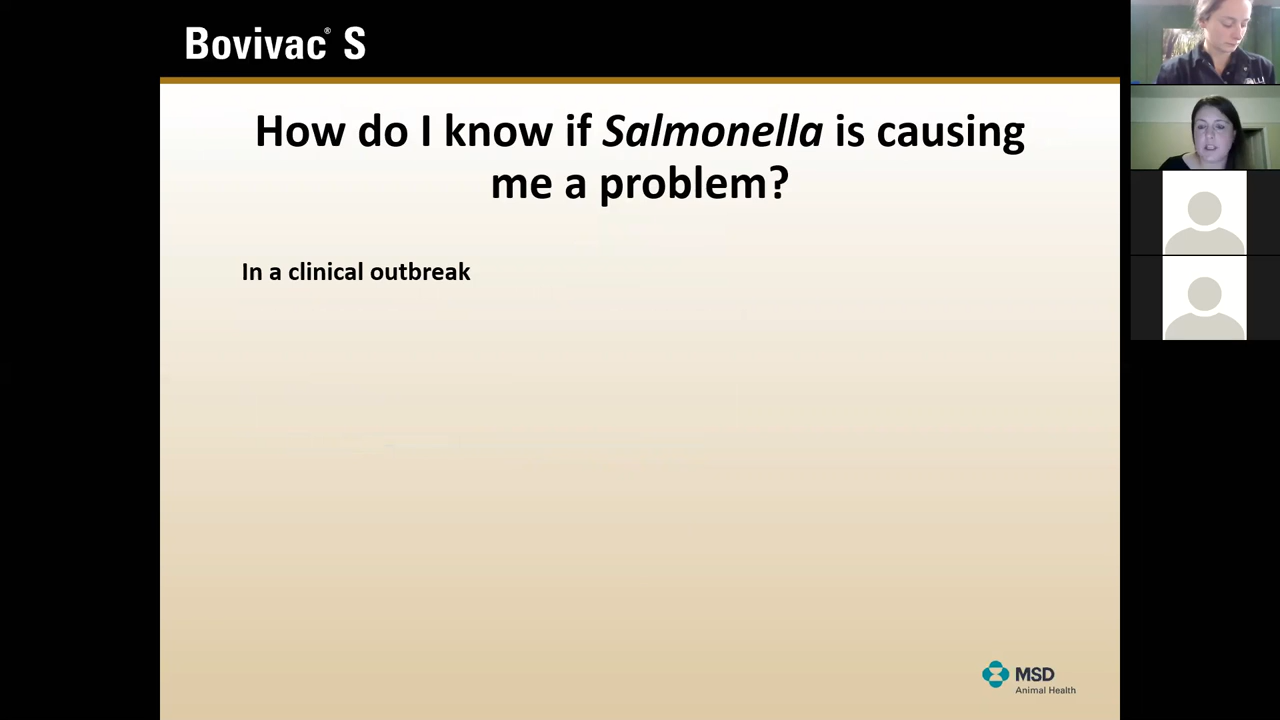 Bovivac® S
How do I know if Salmonella is causing
me a problem?
In a clinical outbreak
MSD
Animal Health